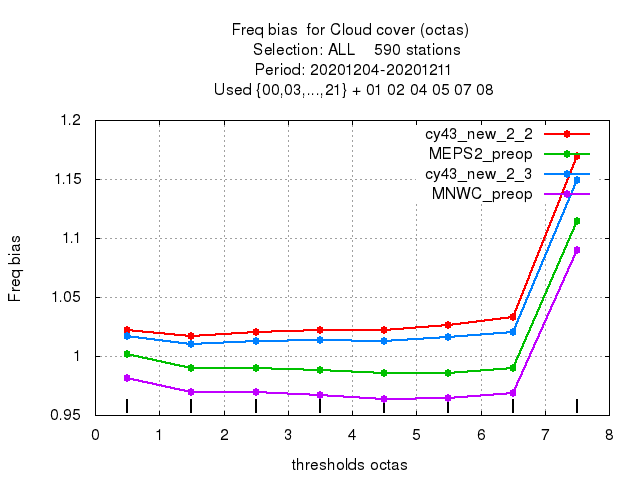 Freq bias  for Cloud cover (octas)
Selection: ALL    590 stations
Period: 20201204-20201211
Used {00,03,...,21} + 01 02 04 05 07 08
cy43_new_2_2
MEPS2_preop
cy43_new_2_3
MNWC_preop
1.2
1.15
1.1
1.05
1
0.95
Freq bias
0 1 2 3 4 5 6 7 8
thresholds octas